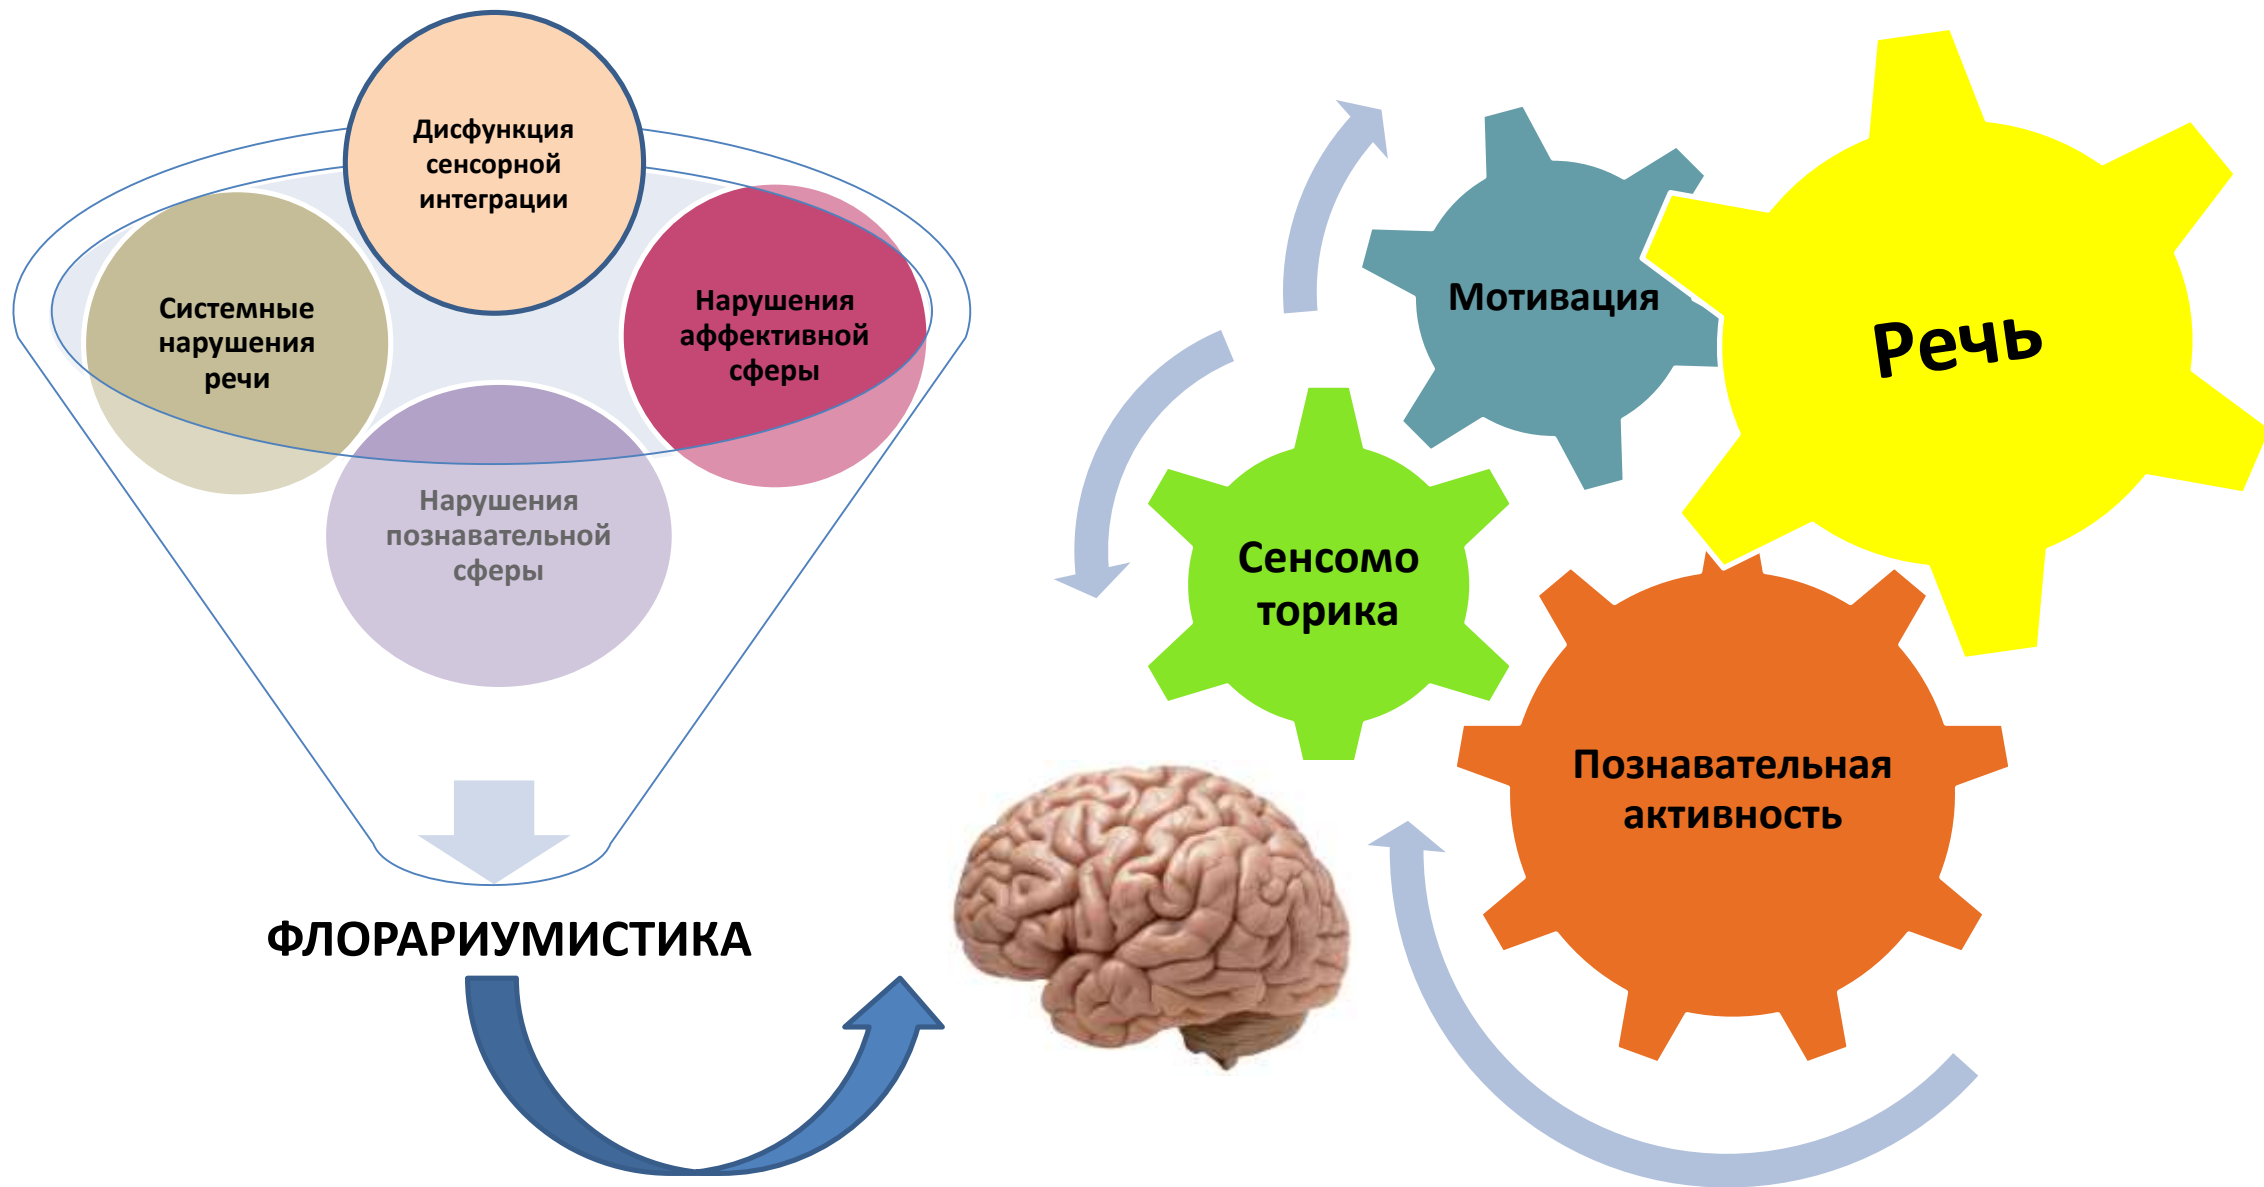 Дисфункция
сенсорной
интеграции
Системные
нарушения
речи
Нарушения
аффективной
сферы
Нарушения
познавательной
сферы
ФЛОРАРИУМИСТИКА
Мотивация
Речь
Сенсомо
торика
Познавательная
активность